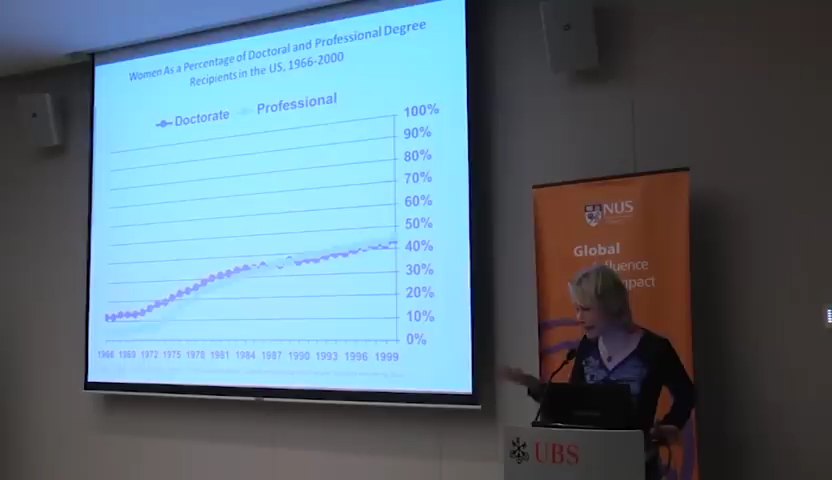 Women As a Percentage of Doctoral and Professional Degree
Recipients in the US, 1966-2000
Doctorate Professional
100%
90%
80%
70%
60%
50%
40%
30%
20%
10%
0%
1966 1969 1972 1975 1978 1981 1984 1987 1990 1993 1996 1999
NUS
Global
UBS